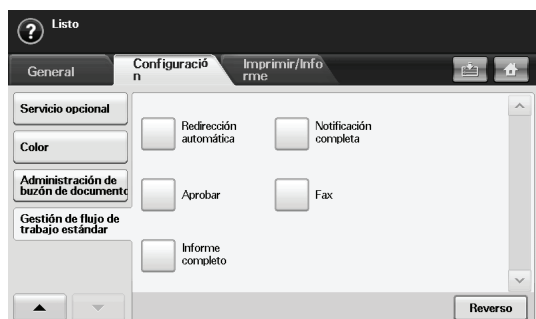 ? Listo
General
Configuració
n
Imprimir/Info
rme
Servicio opcional
Color
Administración de
buzón de documento
Gestión de flujo de
trabajo estándar
Redirección
automática
Notificación
completa
Aprobar
Fax
Informe
completo
Reverso